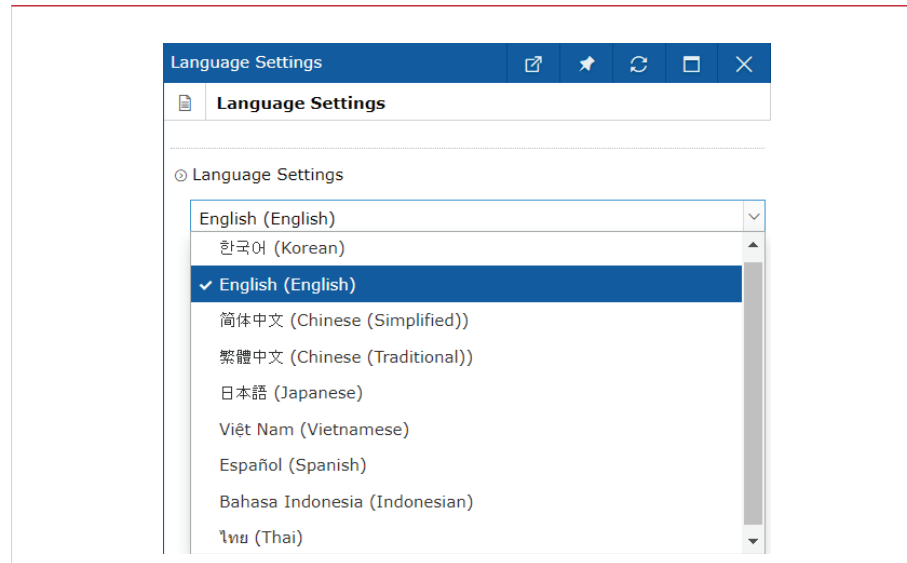 Language Settings
Language Settings
Language Settings
English (English)
한국어 (Korean)
English (English)
简体中文 (Chinese (Simplified))
繁體中文 (Chinese (Traditional))
日本語 (Japanese)
Việt Nam (Vietnamese)
Español (Spanish)
Bahasa Indonesia (Indonesian)
ไทย (Thai)